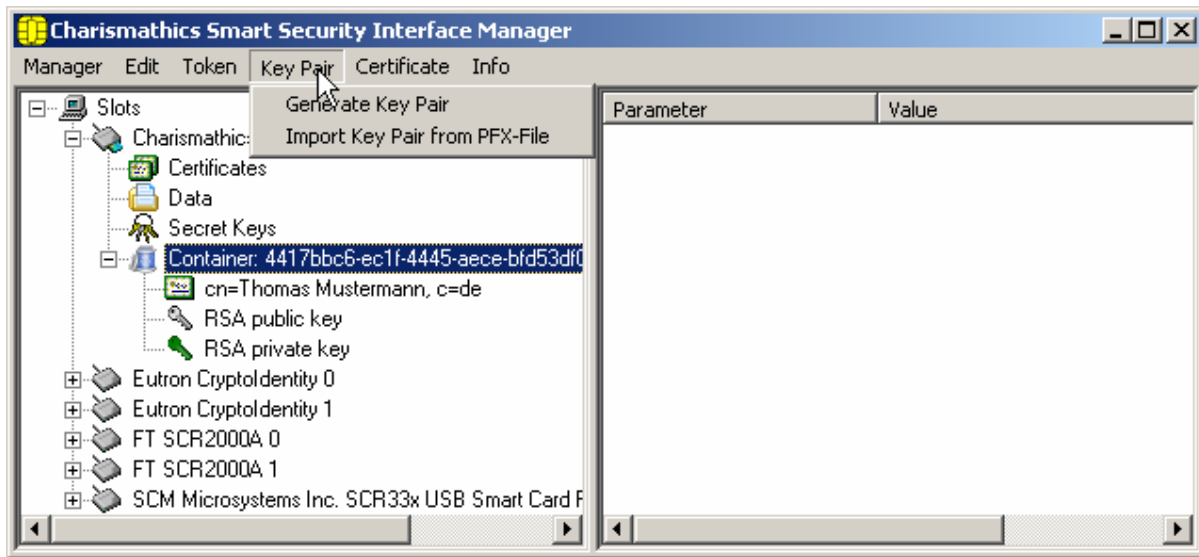 Charismathics Smart Security Interface Manager
Manager Edit Token Key Pair Certificate Info
Generate Key Pair
Import Key Pair from PFX-File
Parameter Value
Slots
Charismathics
Certificates
Data
Secret Keys
Container: 4417bbc6-ec1f-4445-aece-bfd53df0
cn=Thomas Mustermann, c=de
RSA public key
RSA private key
Eutron CryptoIdentity 0
Eutron CryptoIdentity 1
FT SCR2000A 0
FT SCR2000A 1
SCM Microsystems Inc. SCR33x USB Smart Card R